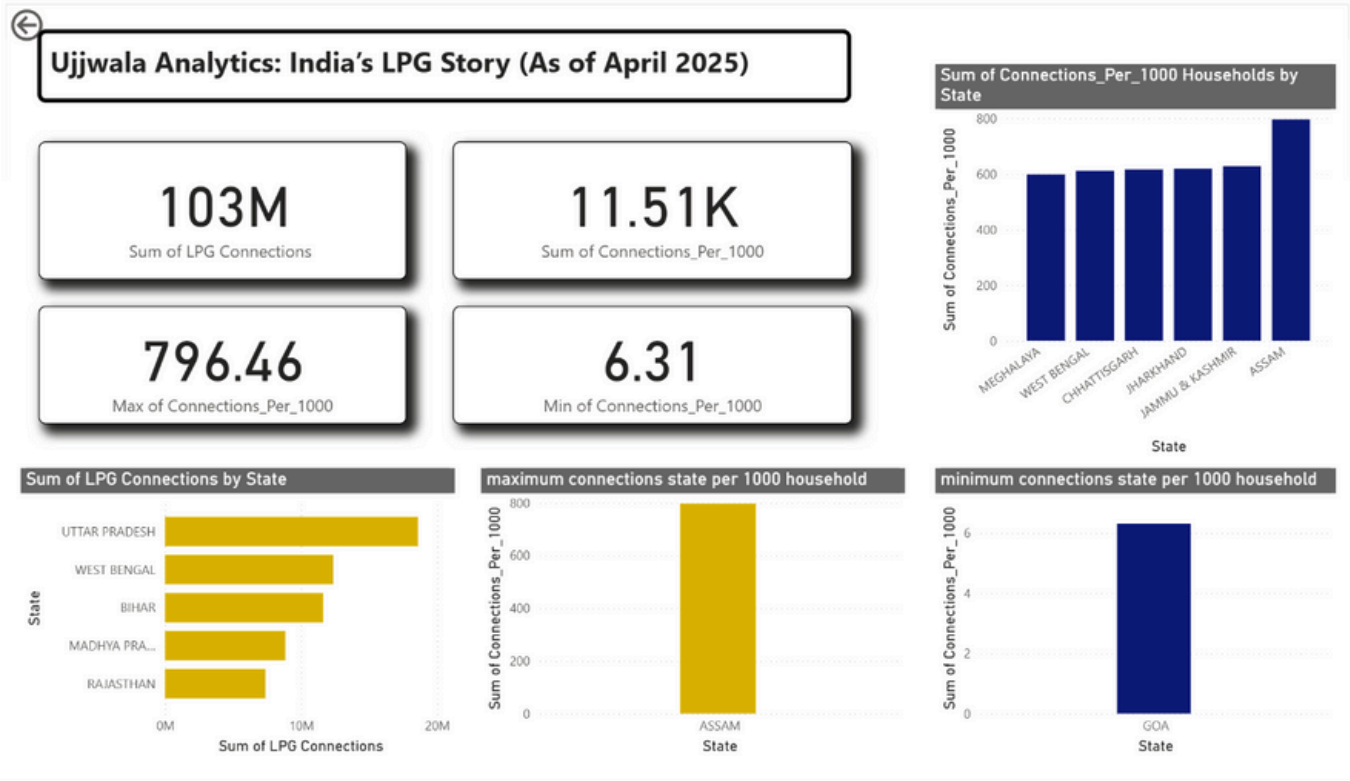 Ujjwala Analytics: India's LPG Story (As of April 2025)
103M
Sum of LPG Connections
11.51K
Sum of Connections_Per_1000
796.46
Max of Connections_Per_1000
6.31
Min of Connections_Per_1000
Sum of Connections_Per_1000 Households by
State
Sum of Connections_Per_1000
800
600
400
200
0
MEGHALAYA
WEST BENGAL
CHHATTISGARH
JHARKHAND
JAMMU & KASHMIR
ASSAM
State
Sum of LPG Connections by State
State
UTTAR PRADESH
WEST BENGAL
BIHAR
MADHYA PRA...
RAJASTHAN
0M
10M
20M
Sum of LPG Connections
maximum connections state per 1000 household
Sum of Connections_Per_1000
800
600
400
200
0
ASSAM
State
minimum connections state per 1000 household
Sum of Connections_Per_1000
6
4
2
0
GOA
State